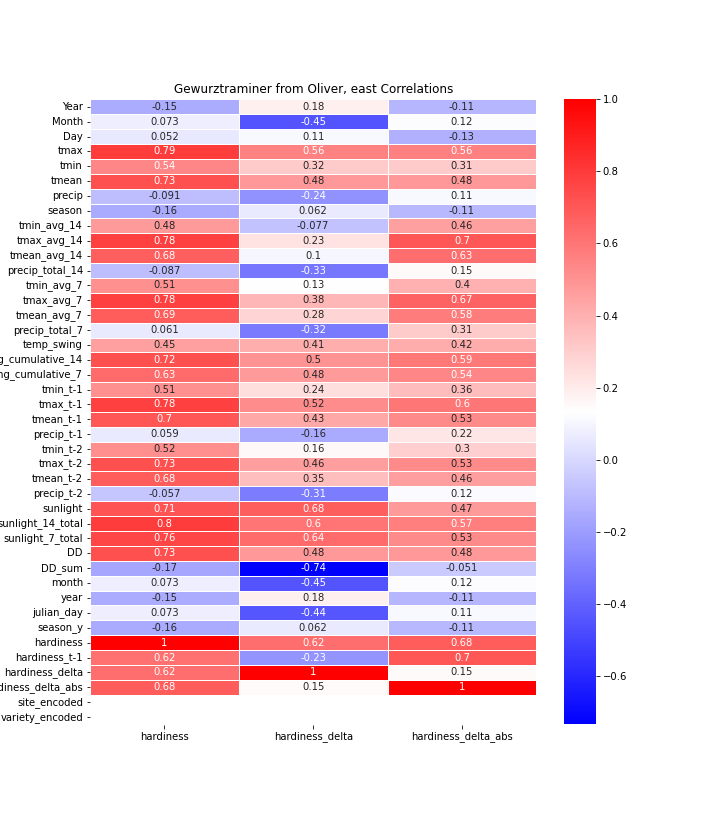 Gewurztraminer from Oliver, east Correlations
Year -0.15 0.18 -0.11
Month 0.073 -0.45 0.12
Day 0.052 0.11 -0.13
tmax 0.79 0.56 0.56
tmin 0.54 0.32 0.31
tmean 0.73 0.48 0.48
precip -0.091 -0.24 0.11
season -0.16 0.062 -0.11
tmin_avg_14 0.48 -0.077 0.46
tmax_avg_14 0.78 0.23 0.7
tmean_avg_14 0.68 0.1 0.63
precip_total_14 -0.087 -0.33 0.15
tmin_avg_7 0.51 0.13 0.4
tmax_avg_7 0.78 0.38 0.67
tmean_avg_7 0.69 0.28 0.58
precip_total_7 0.061 -0.32 0.31
temp_swing 0.45 0.41 0.42
g_cumulative_14 0.72 0.5 0.59
ng_cumulative_7 0.63 0.48 0.54
tmin_t-1 0.51 0.24 0.36
tmax_t-1 0.78 0.52 0.6
tmean_t-1 0.7 0.43 0.53
precip_t-1 0.059 -0.16 0.22
tmin_t-2 0.52 0.16 0.3
tmax_t-2 0.73 0.46 0.53
tmean_t-2 0.68 0.35 0.46
precip_t-2 -0.057 -0.31 0.12
sunlight 0.71 0.68 0.47
sunlight_14_total 0.8 0.6 0.57
sunlight_7_total 0.76 0.64 0.53
DD 0.73 0.48 0.48
DD_sum -0.17 -0.74 -0.051
month 0.073 -0.45 0.12
year -0.15 0.18 -0.11
julian_day 0.073 -0.44 0.11
season_y -0.16 0.062 -0.11
hardiness 1 0.62 0.68
hardiness_t-1 0.62 -0.23 0.7
hardiness_delta 0.62 1 0.15
diness_delta_abs 0.68 0.15 1
site_encoded
variety_encoded
hardiness hardiness_delta hardiness_delta_abs
1.0
0.8
0.6
0.4
0.2
0.0
−0.2
−0.4
−0.6